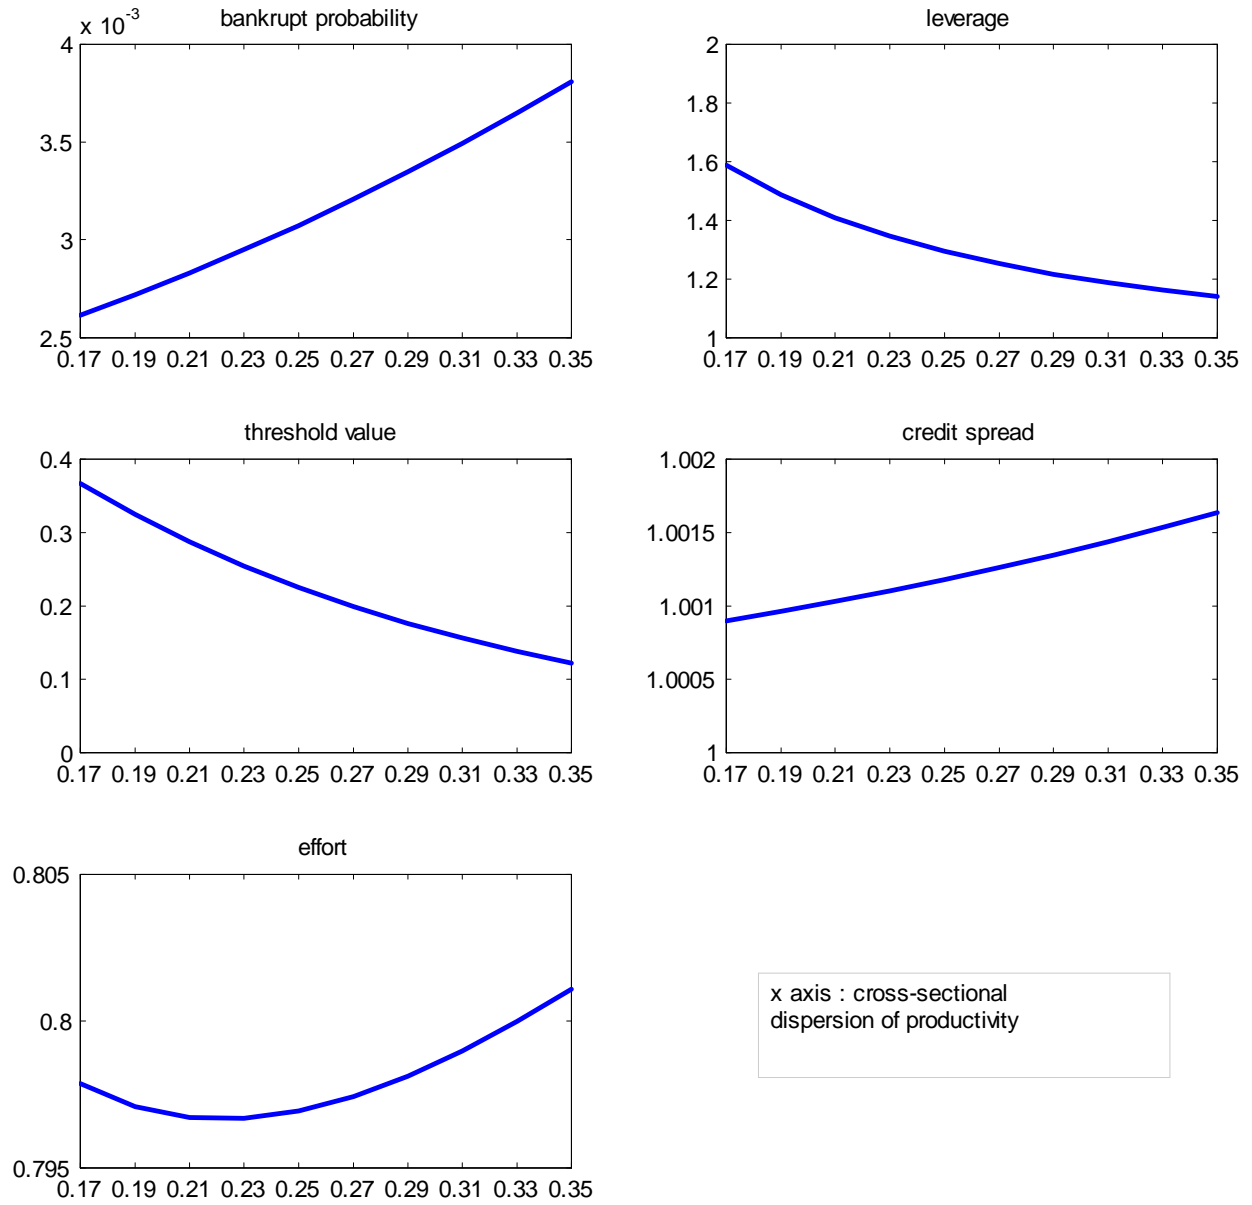 x 10^-3
bankrupt probability
4
3.5
3
2.5
0.17 0.19 0.21 0.23 0.25 0.27 0.29 0.31 0.33 0.35
leverage
2
1.8
1.6
1.4
1.2
1
0.17 0.19 0.21 0.23 0.25 0.27 0.29 0.31 0.33 0.35
threshold value
0.4
0.3
0.2
0.1
0
0.17 0.19 0.21 0.23 0.25 0.27 0.29 0.31 0.33 0.35
credit spread
1.002
1.0015
1.001
1.0005
1
0.17 0.19 0.21 0.23 0.25 0.27 0.29 0.31 0.33 0.35
effort
0.805
0.8
0.795
0.17 0.19 0.21 0.23 0.25 0.27 0.29 0.31 0.33 0.35
x axis : cross-sectional
dispersion of productivity